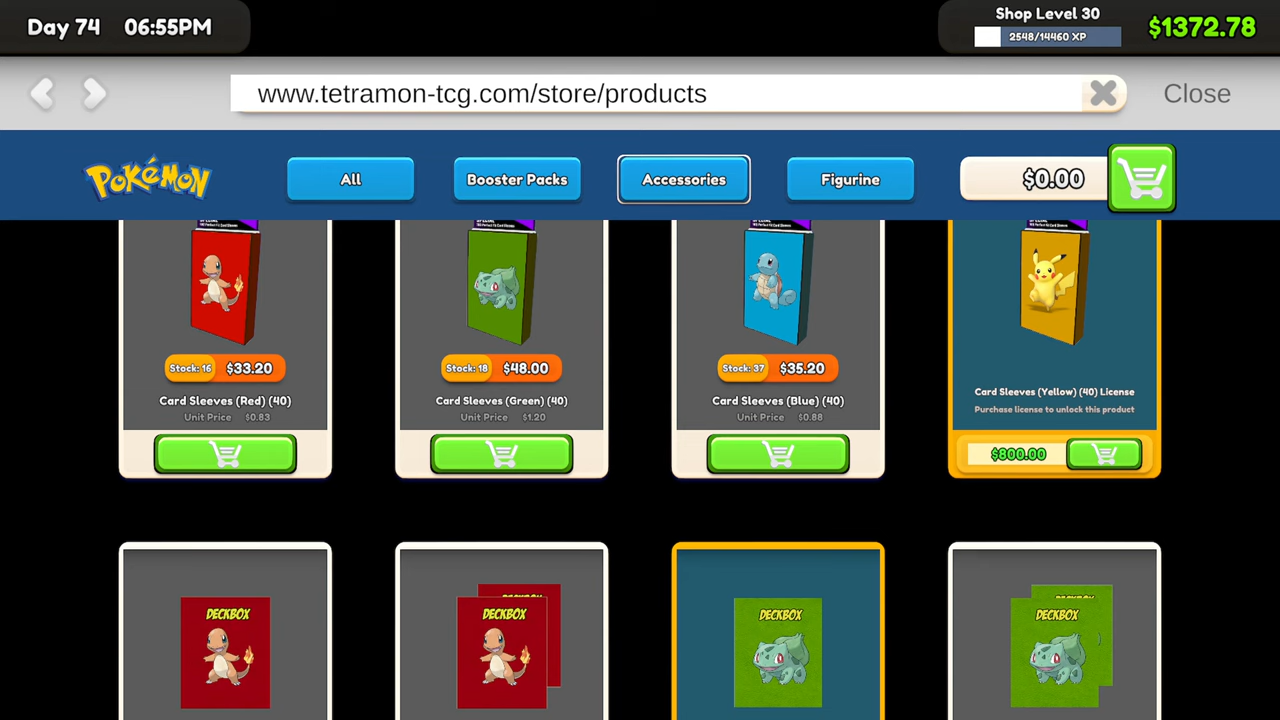 Day 74 06:55PM
Shop Level 30
2548/14460 XP
$1372.78
www.tetramon-tcg.com/store/products
Close
POKéMON
All
Booster Packs
Accessories
Figurine
$0.00
Stock: 16 $33.20
Card Sleeves (Red) (40)
Unit Price $0.83
Stock: 18 $48.00
Card Sleeves (Green) (40)
Unit Price $1.20
Stock: 37 $35.20
Card Sleeves (Blue) (40)
Unit Price $0.88
Card Sleeves (Yellow) (40) License
Purchase license to unlock this product
$800.00
DECKBOX
DECKBOX
DECKBOX
DECKBOX